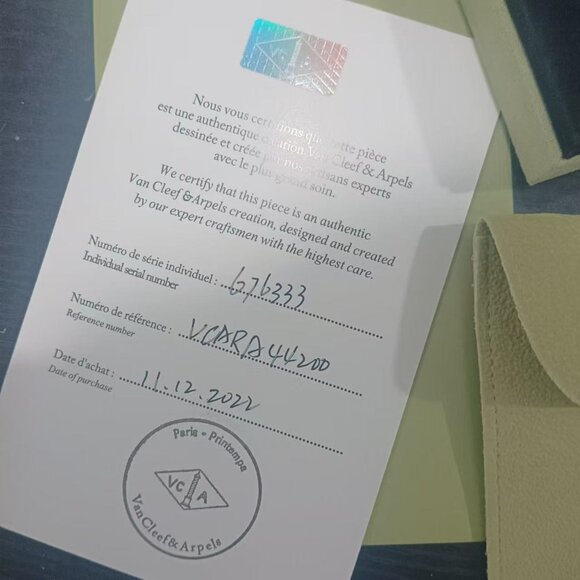 Nous vous certifions que cette pièce
est une authentique création Van Cleef & Arpels
dessinée et créée par nos artisans experts
avec le plus grand soin.
We certify that this piece is an authentic
Van Cleef & Arpels creation, designed and created
by our expert craftsmen with the highest care.
Numéro de série individuel : 676333
Individual serial number
Numéro de référence : VCARA44200
Reference number
Date d'achat : 11.12.2022
Date of purchase
Paris - Printemps
VC A
Van Cleef & Arpels